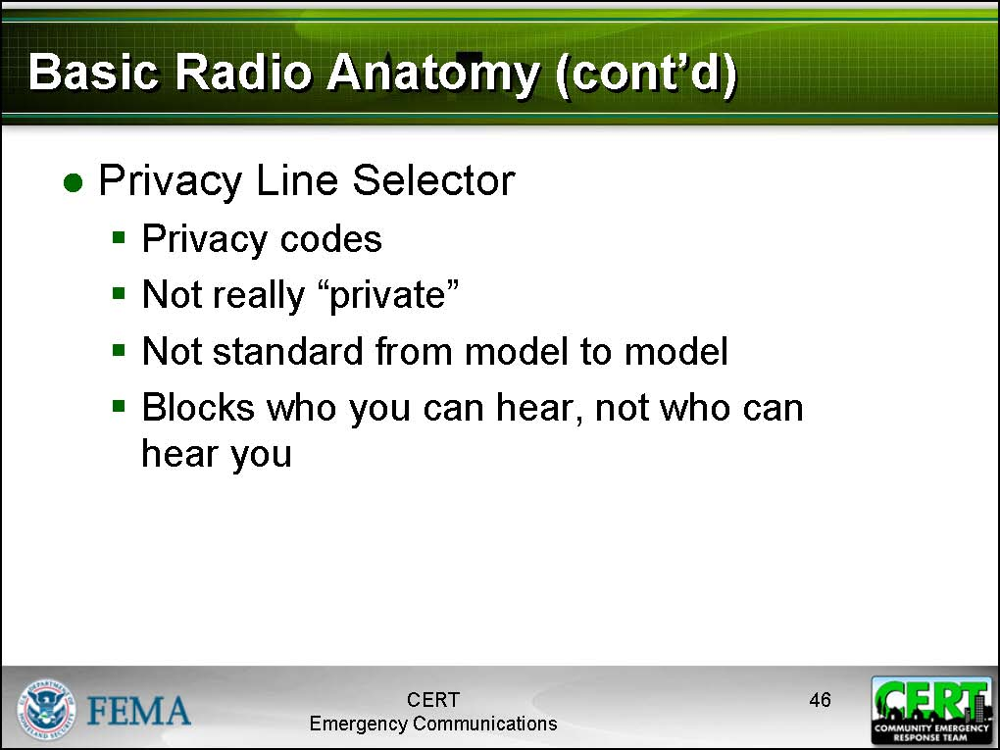 Basic Radio Anatomy (cont’d)
● Privacy Line Selector
▪ Privacy codes
▪ Not really “private”
▪ Not standard from model to model
▪ Blocks who you can hear, not who can
hear you
U.S. DEPARTMENT OF
HOMELAND SECURITY
FEMA
CERT
Emergency Communications
46
CERT
COMMUNITY EMERGENCY
RESPONSE TEAM